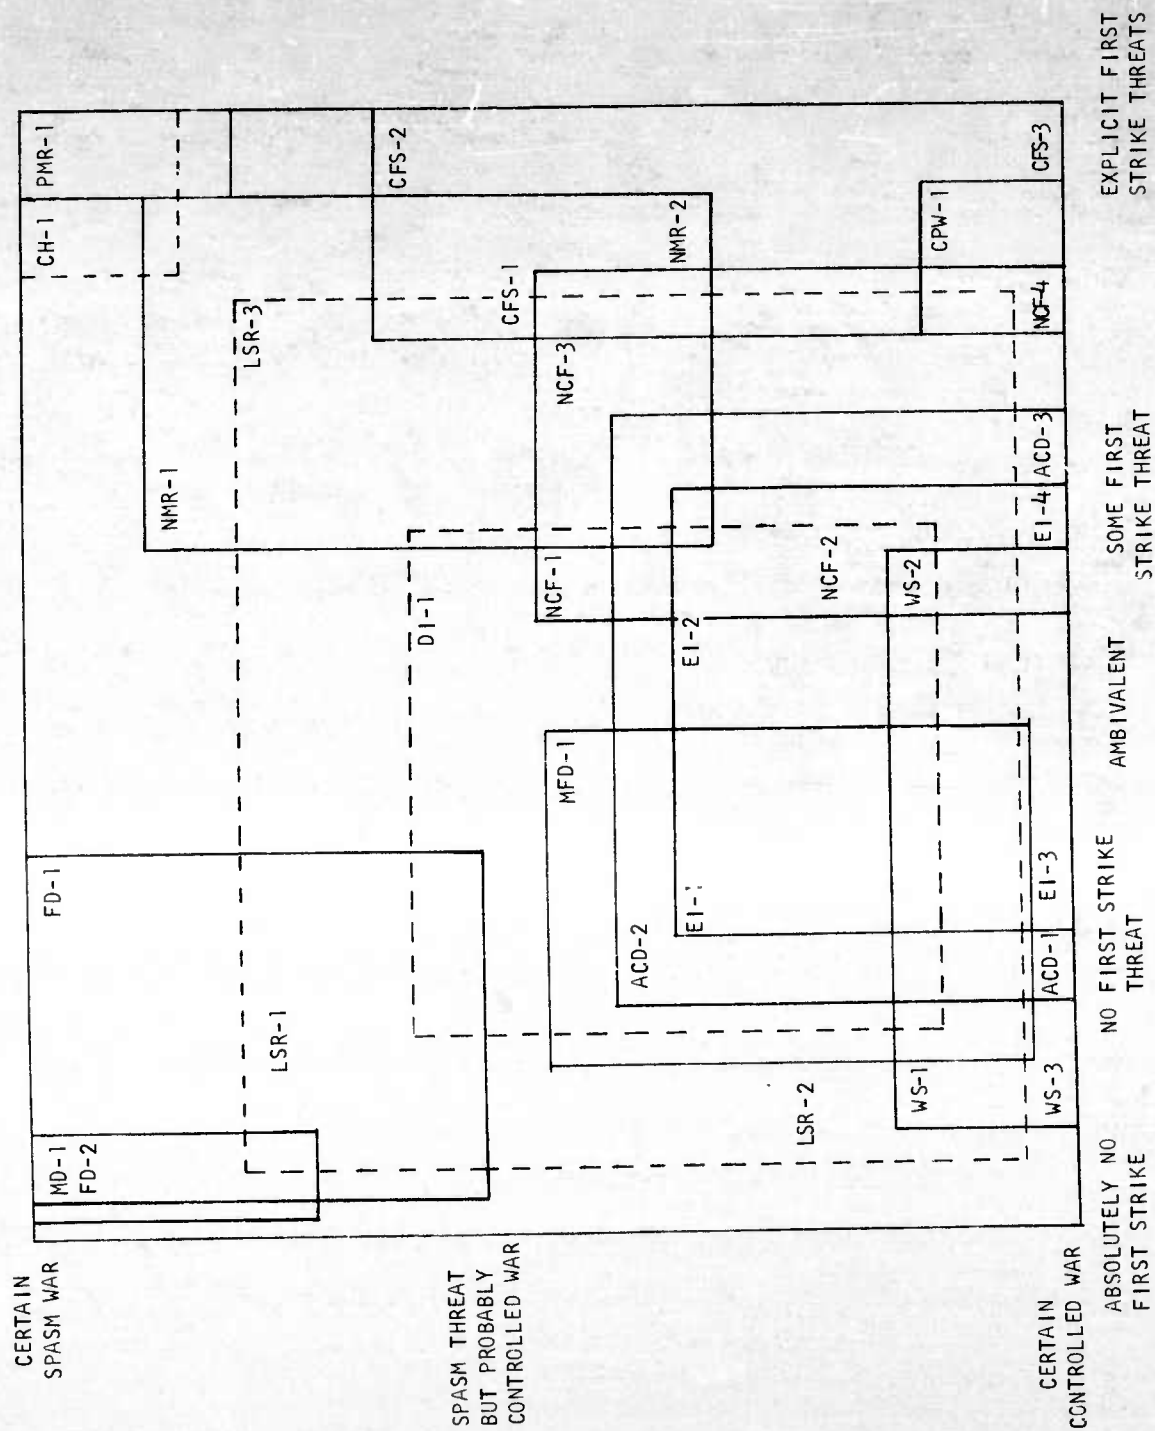 CERTAIN
SPASM WAR
SPASM THREAT
BUT PROBABLY
CONTROLLED WAR
CERTAIN
CONTROLLED WAR
MD-1
FD-2
FD-1
CH-1
PMR-1
NMR-1
LSR-1
LSR-3
CFS-2
DI-1
CFS-1
NCF-1
NCF-3
MFD-1
ACD-2
EI-1
EI-2
NMR-2
LSR-2
NCF-2
WS-1
WS-2
CPW-1
WS-3
ACD-1
EI-3
EI-4
ACD-3
NCF-4
CFS-3
ABSOLUTELY NO
FIRST STRIKE
NO FIRST STRIKE
THREAT
AMBIVALENT
SOME FIRST
STRIKE THREAT
EXPLICIT FIRST
STRIKE THREATS